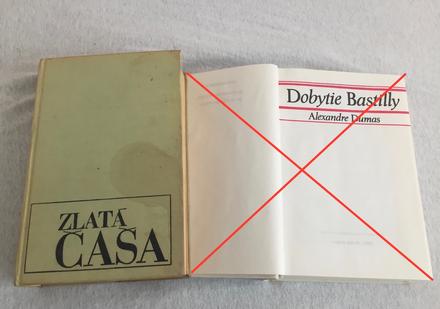 ZLATÁ
ČAŠA
Dobytie Bastilly
Alexandre Dumas